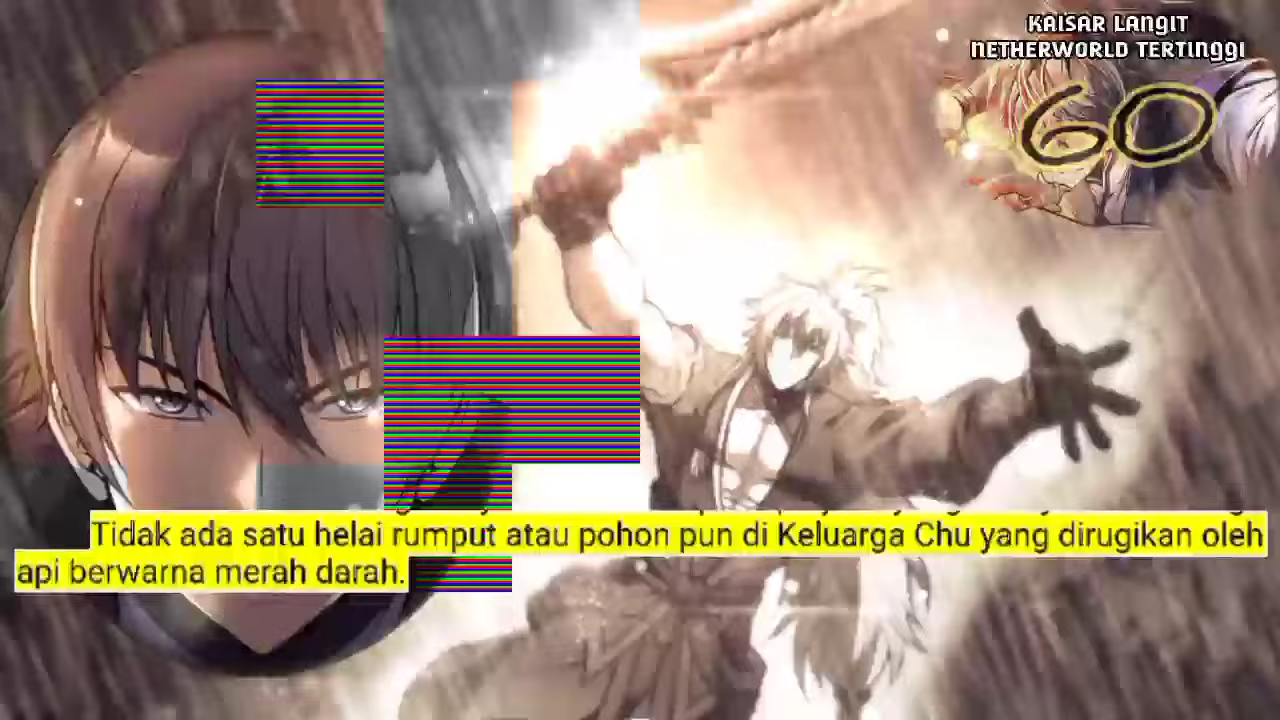 KAISAR LANGIT
NETHERWORLD TERTINGGI
60
Tidak ada satu helai rumput atau pohon pun di Keluarga Chu yang dirugikan oleh
api berwarna merah darah.